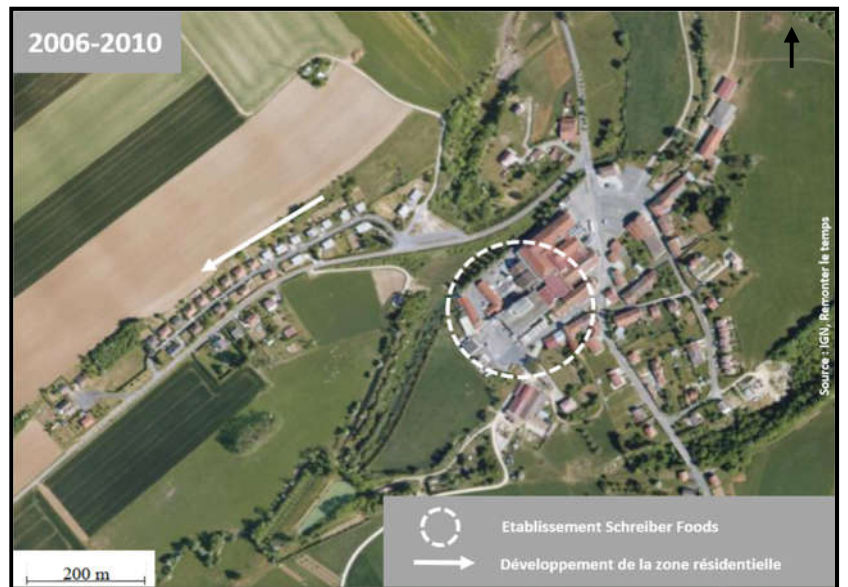 2006-2010
Source : IGN, Remonter le temps
Etablissement Schreiber Foods
Développement de la zone résidentielle
200 m